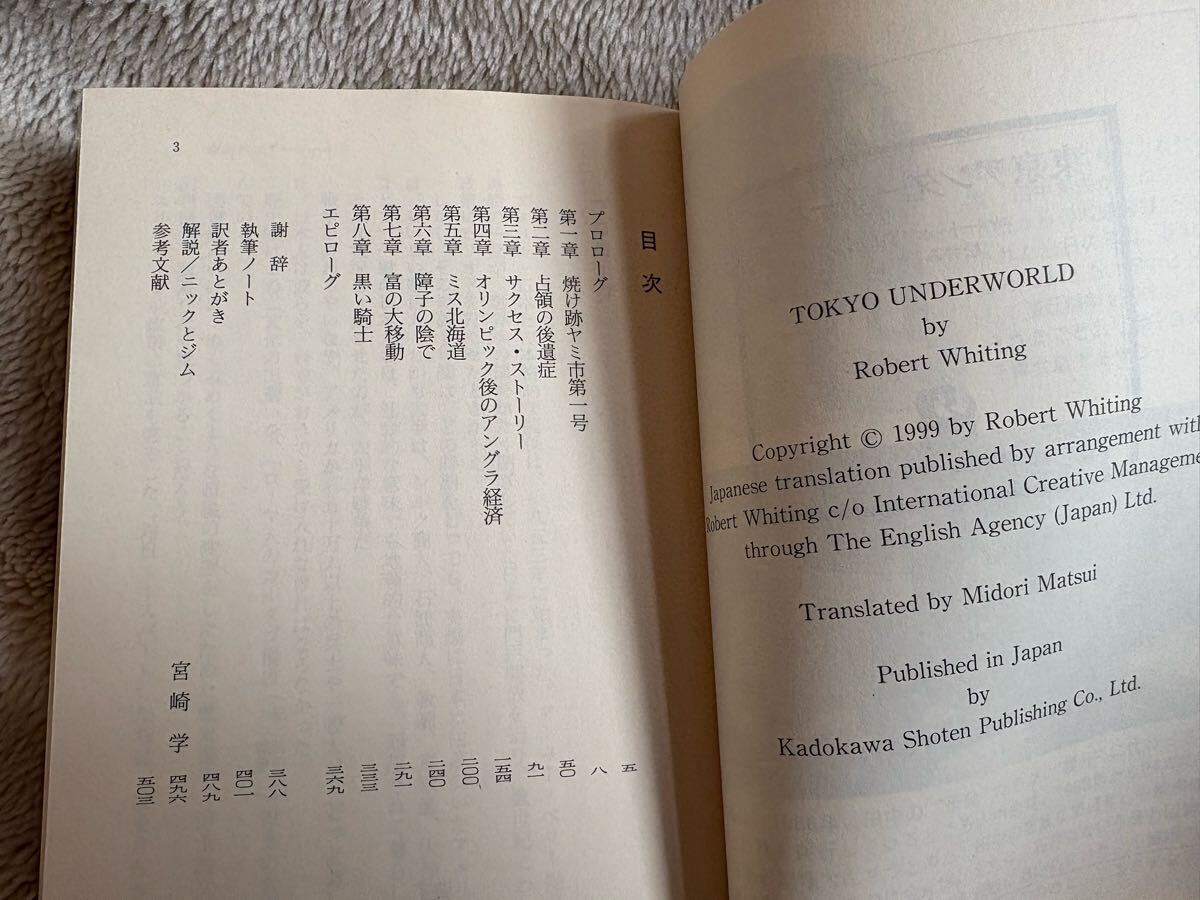 TOKYO UNDERWORLD
by
Robert Whiting
Copyright © 1999 by Robert Whiting
Japanese translation published by arrangement with
Robert Whiting c/o International Creative Manageme
through The English Agency (Japan) Ltd.
Translated by Midori Matsui
Published in Japan
by
Kadokawa Shoten Publishing Co., Ltd.
目次
プロローグ 五
第一章 焼け跡ヤミ市第一号 八
第二章 占領の後遺症 五〇
第三章 サクセス・ストーリー 九一
第四章 オリンピック後のアングラ経済 一五四
第五章 ミス北海道 二〇〇
第六章 障子の陰で 二四〇
第七章 富の大移動 二九一
第八章 黒い騎士 三三三
エピローグ 三六九
謝辞 三八八
執筆ノート 四〇一
訳者あとがき 四八九
解説／ニックとジム 宮崎学 四九六
参考文献 五〇三
3